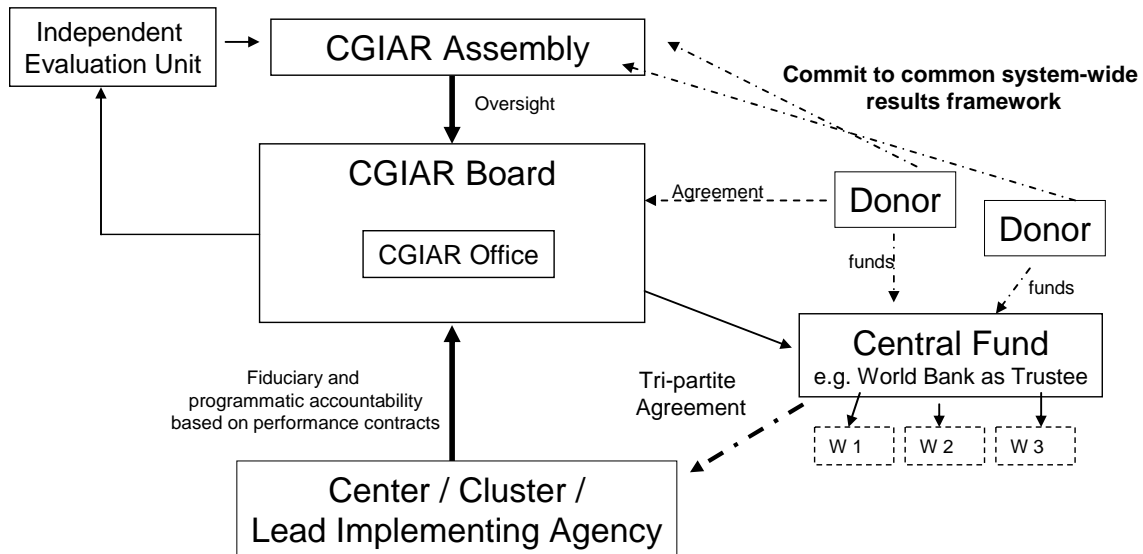 Independent
Evaluation Unit
CGIAR Assembly
Commit to common system-wide
results framework
Oversight
CGIAR Board
Agreement
Donor
Donor
CGIAR Office
funds
funds
Central Fund
e.g. World Bank as Trustee
Fiduciary and
programmatic accountability
based on performance contracts
Tri-partite
Agreement
W 1
W 2
W 3
Center / Cluster /
Lead Implementing Agency